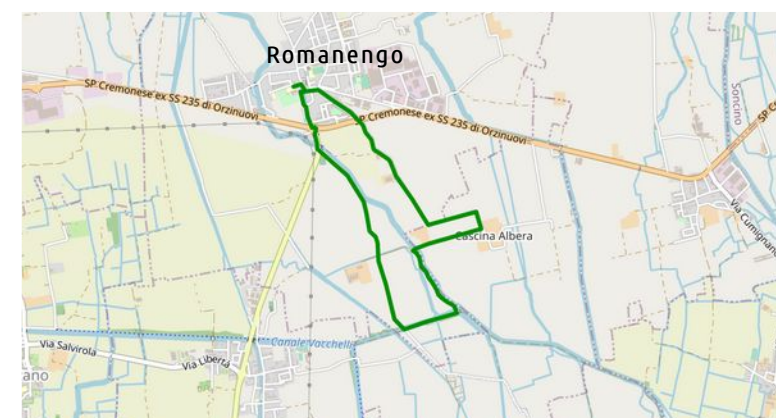 Romanengo
SP Cremonese ex SS 235 di Orzinuovi
P Cremonese ex SS 235 di Orzinuovi
Soncino
Via Cumignano
Cascina Albera
Canale Vacchelli
Via Salvirola
Via Libertà
ano